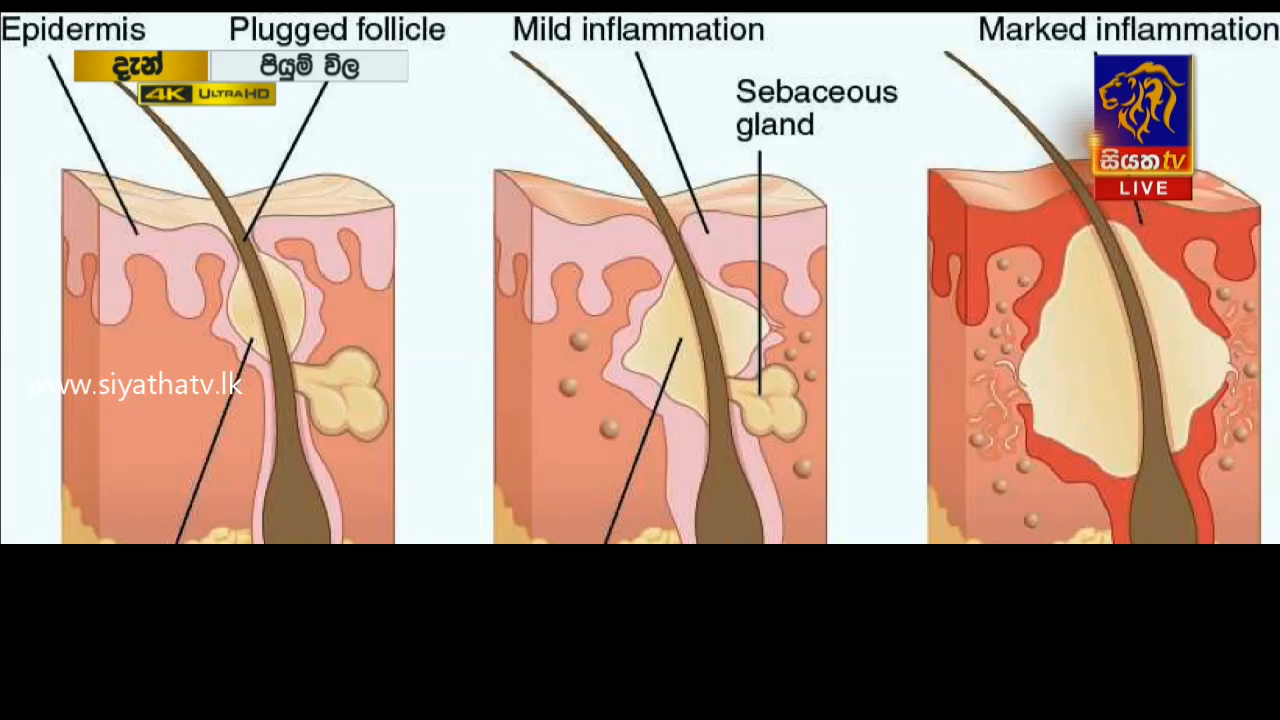 Epidermis
Plugged follicle
Mild inflammation
Marked inflammation
දැන්
පියුම් විල
4K ULTRAHD
Sebaceous
gland
සියත tv
LIVE
www.siyathatv.lk